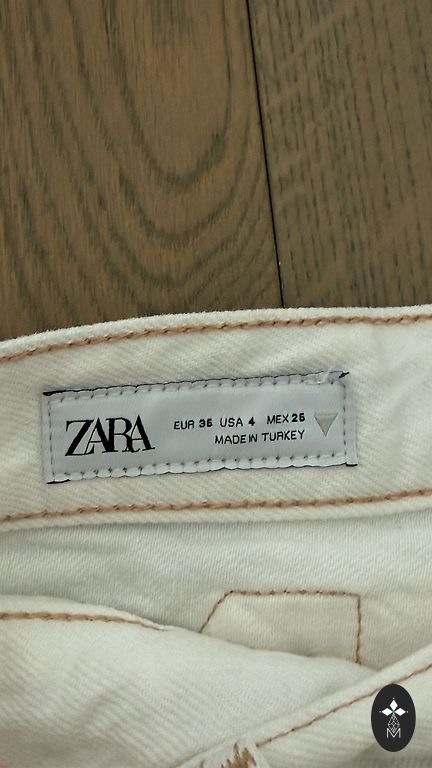 ZARA
EUR 36 USA 4 MEX 26
MADE IN TURKEY
M